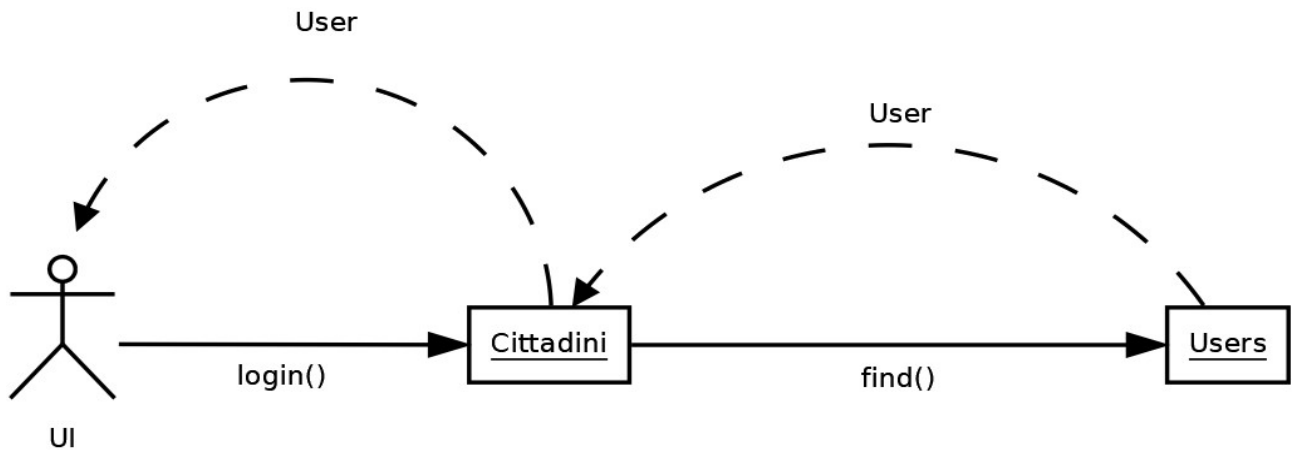 User
User
Cittadini
Users
login()
find()
UI